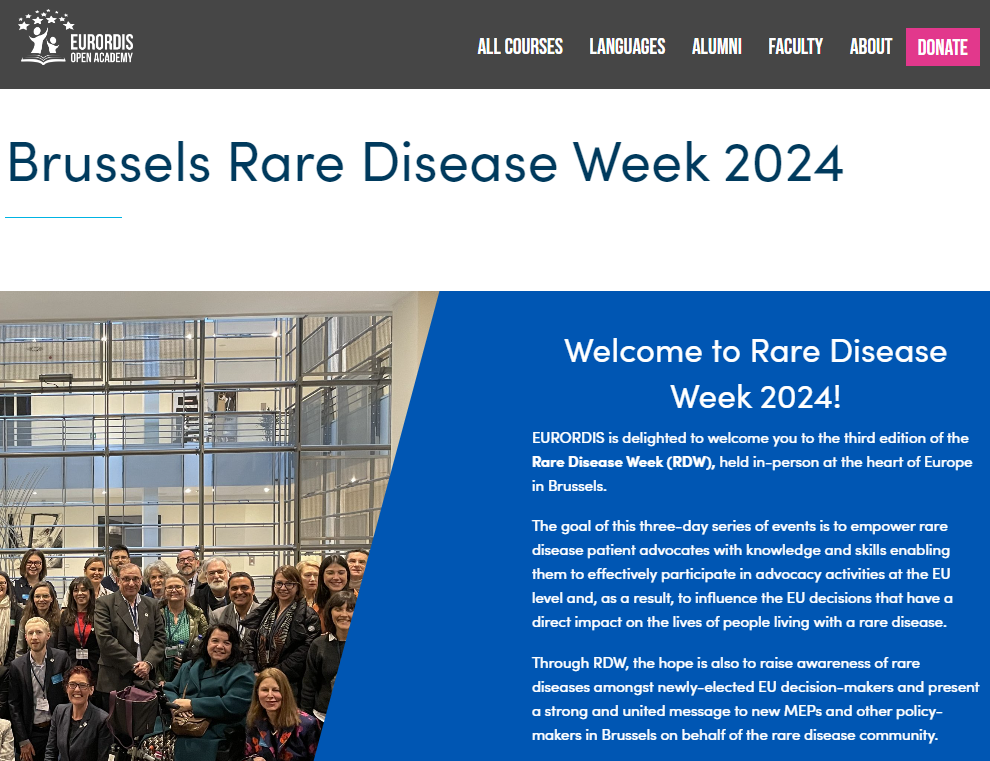 EURORDIS
OPEN ACADEMY
ALL COURSES LANGUAGES ALUMNI FACULTY ABOUT DONATE
Brussels Rare Disease Week 2024
Welcome to Rare Disease
Week 2024!
EURORDIS is delighted to welcome you to the third edition of the
Rare Disease Week (RDW), held in-person at the heart of Europe
in Brussels.
The goal of this three-day series of events is to empower rare
disease patient advocates with knowledge and skills enabling
them to effectively participate in advocacy activities at the EU
level and, as a result, to influence the EU decisions that have a
direct impact on the lives of people living with a rare disease.
Through RDW, the hope is also to raise awareness of rare
diseases amongst newly-elected EU decision-makers and present
a strong and united message to new MEPs and other policy-
makers in Brussels on behalf of the rare disease community.